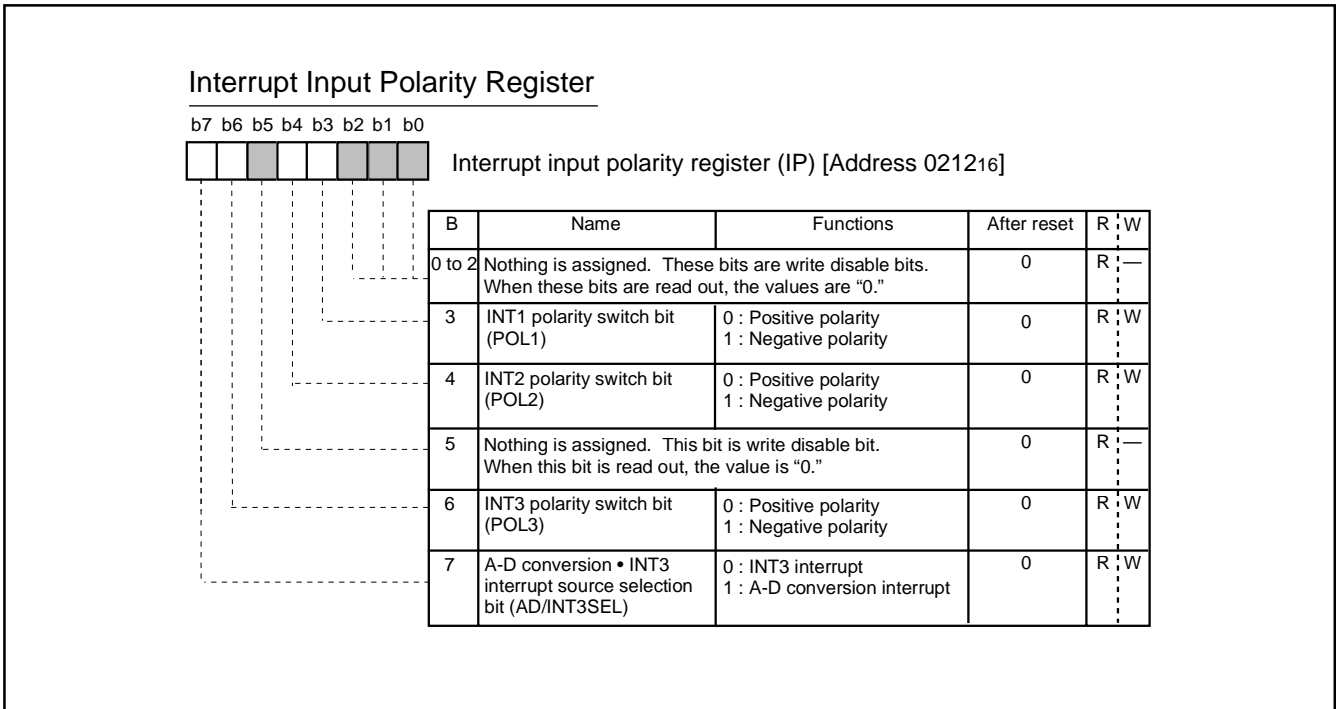 Interrupt Input Polarity Register
b7 b6 b5 b4 b3 b2 b1 b0
Interrupt input polarity register (IP) [Address 021216]
B Name Functions After reset R W
0 to 2 Nothing is assigned. These bits are write disable bits. 0 R —
When these bits are read out, the values are “0.”
3 INT1 polarity switch bit 0 : Positive polarity 0 R W
(POL1) 1 : Negative polarity
4 INT2 polarity switch bit 0 : Positive polarity 0 R W
(POL2) 1 : Negative polarity
5 Nothing is assigned. This bit is write disable bit. 0 R —
When this bit is read out, the value is “0.”
6 INT3 polarity switch bit 0 : Positive polarity 0 R W
(POL3) 1 : Negative polarity
7 A-D conversion • INT3 0 : INT3 interrupt 0 R W
interrupt source selection 1 : A-D conversion interrupt
bit (AD/INT3SEL)